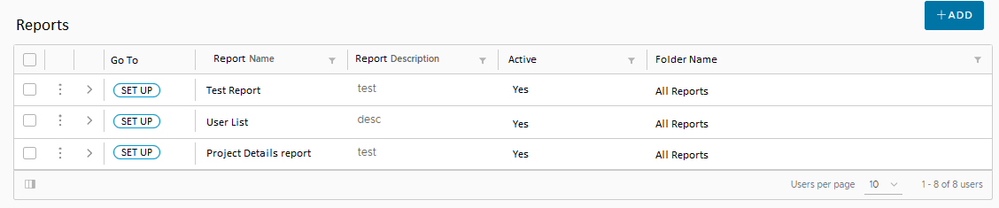 Reports
+ADD
Go To Report Name Report Description Active Folder Name
SET UP Test Report test Yes All Reports
SET UP User List desc Yes All Reports
SET UP Project Details report test Yes All Reports
Users per page 10 1 - 8 of 8 users